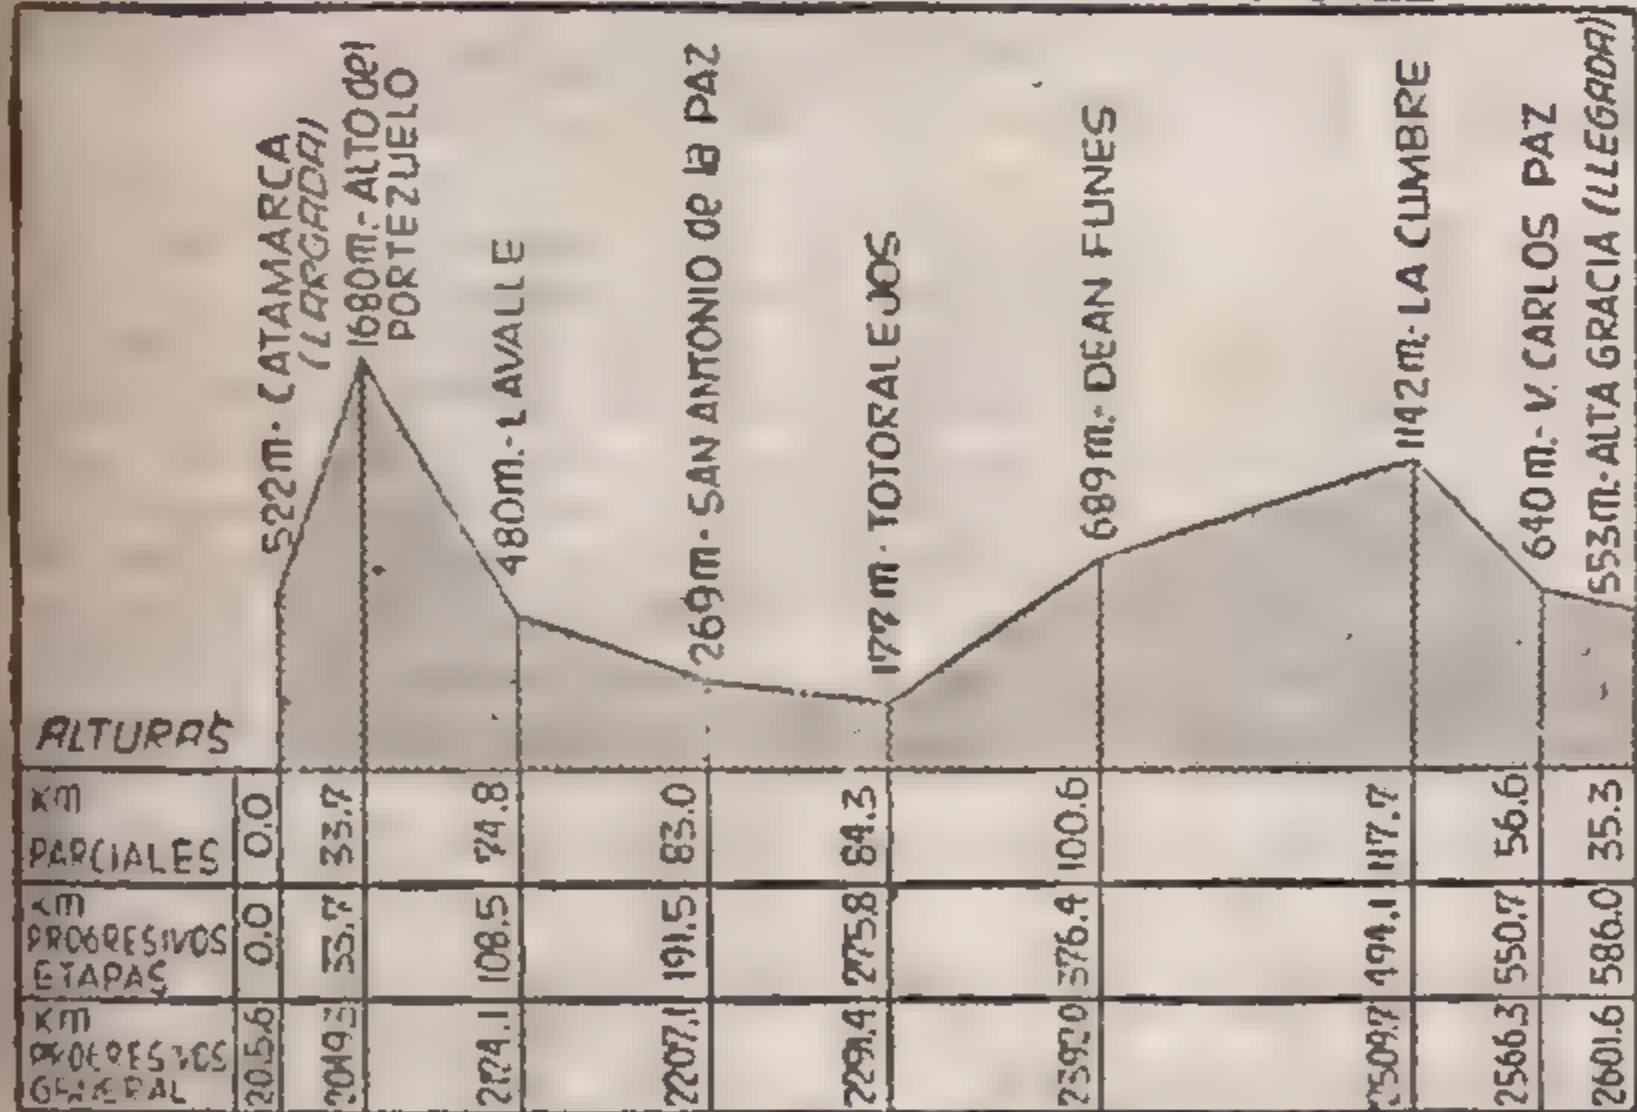 522m- CATAMARCA
(LARGADA)
1680m.- ALTO del
PORTEZUELO
480m.- LAVALLE
269m- SAN ANTONIO de la PAZ
177m- TOTORALEJOS
689m.- DEAN FUNES
1142m- LA CUMBRE
640m.- V. CARLOS PAZ
553m.- ALTA GRACIA (LLEGADA)
ALTURAS
KM
PARCIALES 0.0 33.7 74.8 83.0 84.3 100.6 117.7 56.6 35.3
KM
PROGRESIVOS
ETAPAS 0.0 33.7 108.5 191.5 275.8 376.4 494.1 550.7 586.0
KM
PROGRESIVOS
GENERAL 2015.6 2049.3 2124.1 2207.1 2291.4 2392.0 2509.7 2566.3 2601.6